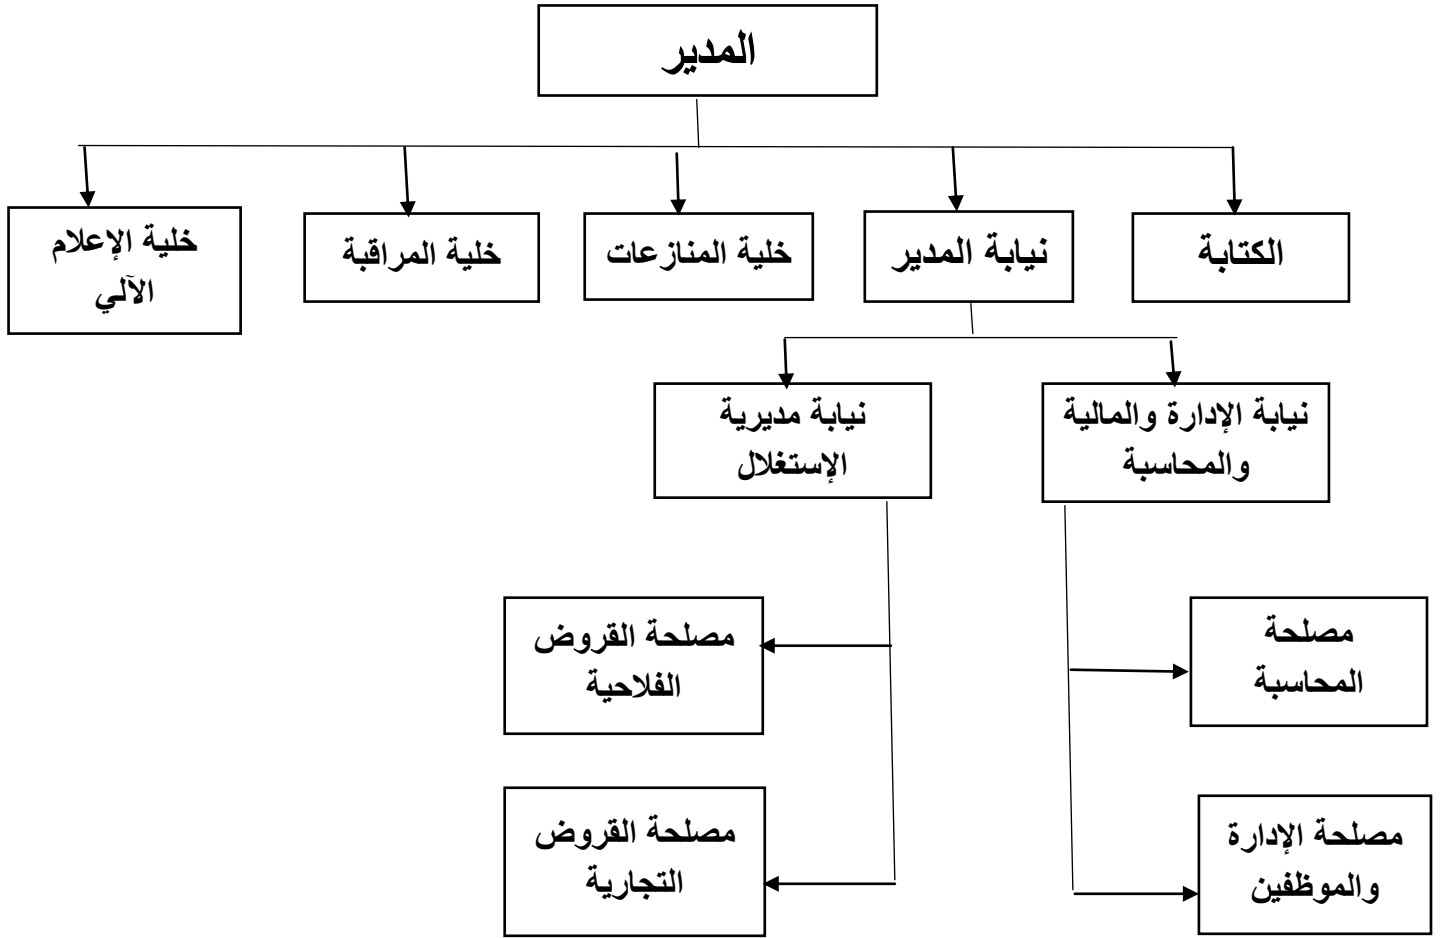 المدير
الكتابة
نيابة المدير
خلية المنازعات
خلية المراقبة
خلية الإعلام
الآلي
نيابة الإدارة والمالية
والمحاسبة
نيابة مديرية
الإستغلال
مصلحة
المحاسبة
مصلحة القروض
الفلاحية
مصلحة الإدارة
والموظفين
مصلحة القروض
التجارية